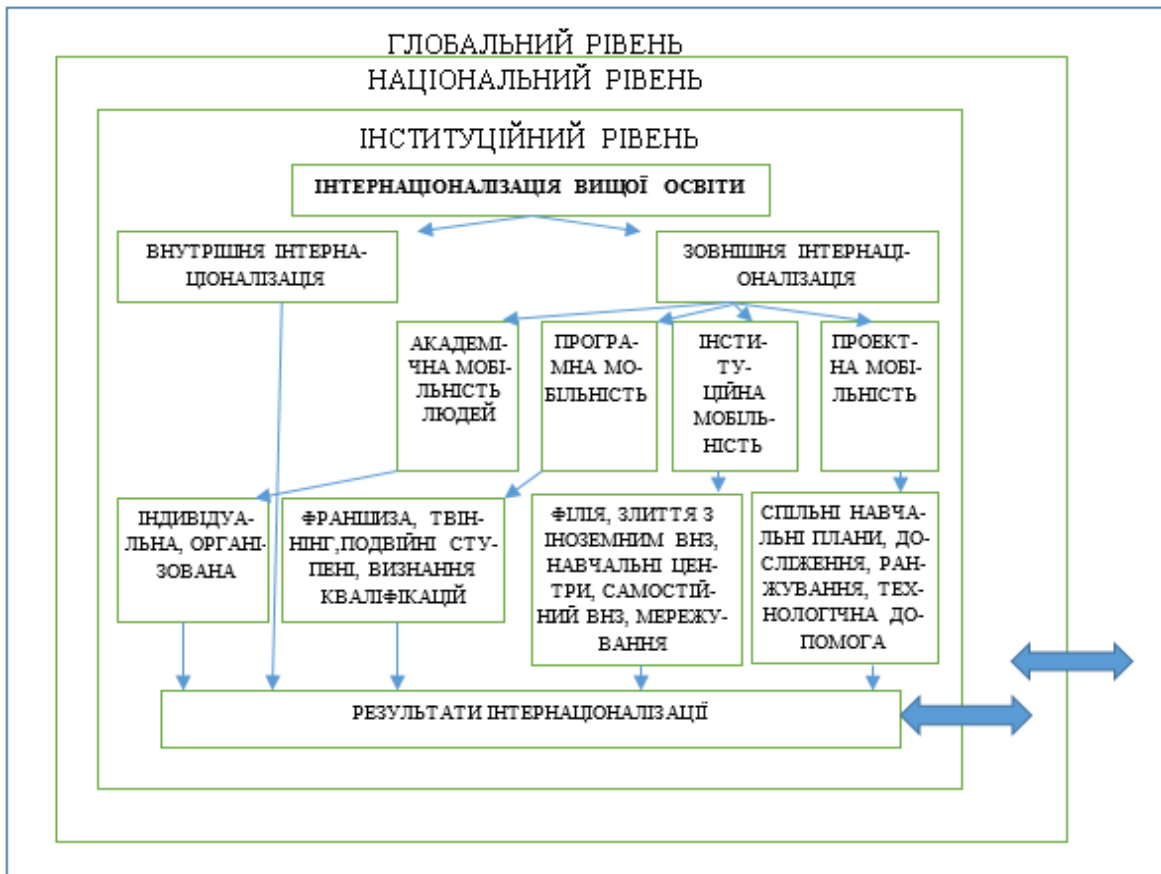 ГЛОБАЛЬНИЙ РІВЕНЬ
НАЦІОНАЛЬНИЙ РІВЕНЬ
ІНСТИТУЦІЙНИЙ РІВЕНЬ
ІНТЕРНАЦІОНАЛІЗАЦІЯ ВИЩОЇ ОСВІТИ
ВНУТРІШНЯ ІНТЕРНА-
ЦІОНАЛІЗАЦІЯ
ЗОВНІШНЯ ІНТЕРНАЦІ-
ОНАЛІЗАЦІЯ
АКАДЕМІ-
ЧНА МОБІ-
ЛЬНІСТЬ
ЛЮДЕЙ
ПРОГРА-
МНА МО-
БІЛЬНІСТЬ
ІНСТИ-
ТУ-
ЦІЙНА
МОБІЛЬ-
НІСТЬ
ПРОЕКТ-
НА МОБІ-
ЛЬНІСТЬ
ІНДИВІДУА-
ЛЬНА, ОРГАНІ-
ЗОВАНА
ФРАНШИЗА, ТВІН-
НІНГ,ПОДВІЙНІ СТУ-
ПЕНІ, ВИЗНАННЯ
КВАЛІФІКАЦІЙ
ФІЛІЯ, ЗЛИТТЯ З
ІНОЗЕМНИМ ВНЗ,
НАВЧАЛЬНІ ЦЕН-
ТРИ, САМОСТІЙ-
НИЙ ВНЗ, МЕРЕЖУ-
ВАННЯ
СПІЛЬНІ НАВЧА-
ЛЬНІ ПЛАНИ, ДО-
СЛІЖЕННЯ, РАН-
ЖУВАННЯ, ТЕХ-
НОЛОГІЧНА ДО-
ПОМОГА
РЕЗУЛЬТАТИ ІНТЕРНАЦІОНАЛІЗАЦІЇ